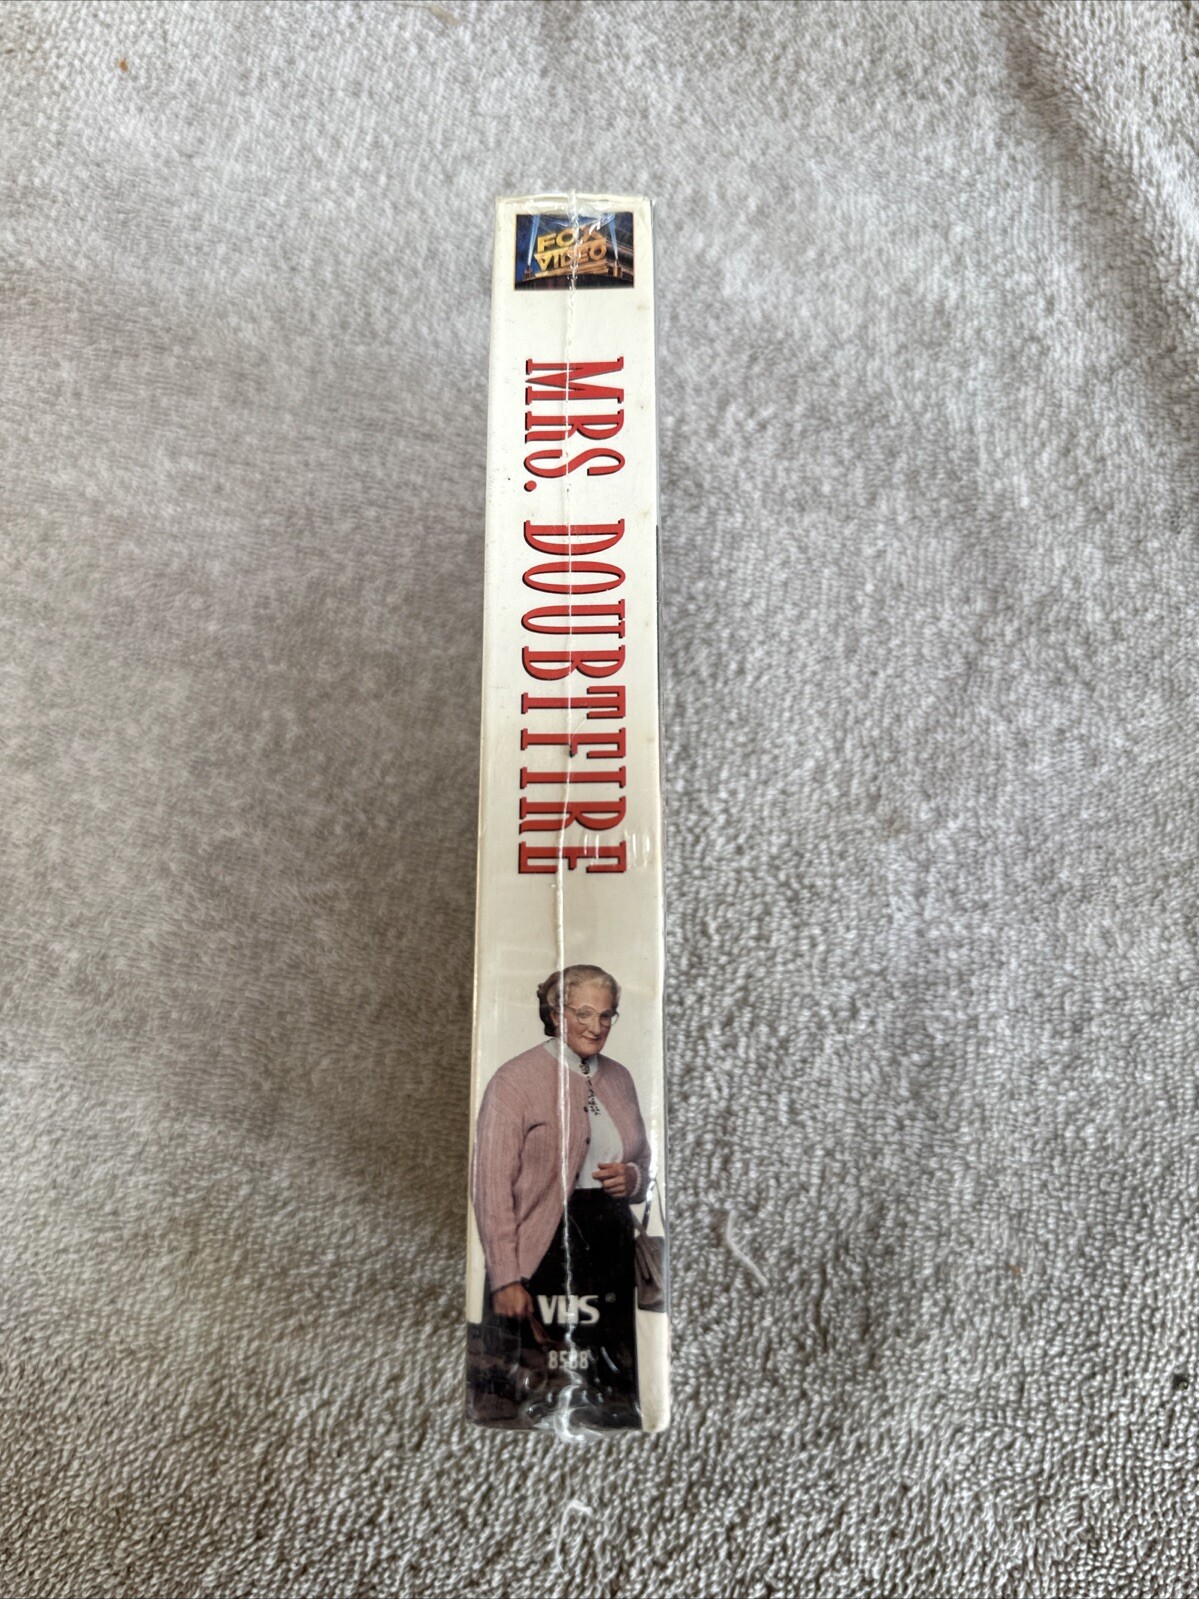 FOX
VIDEO
MRS. DOUBTFIRE
VHS
8588